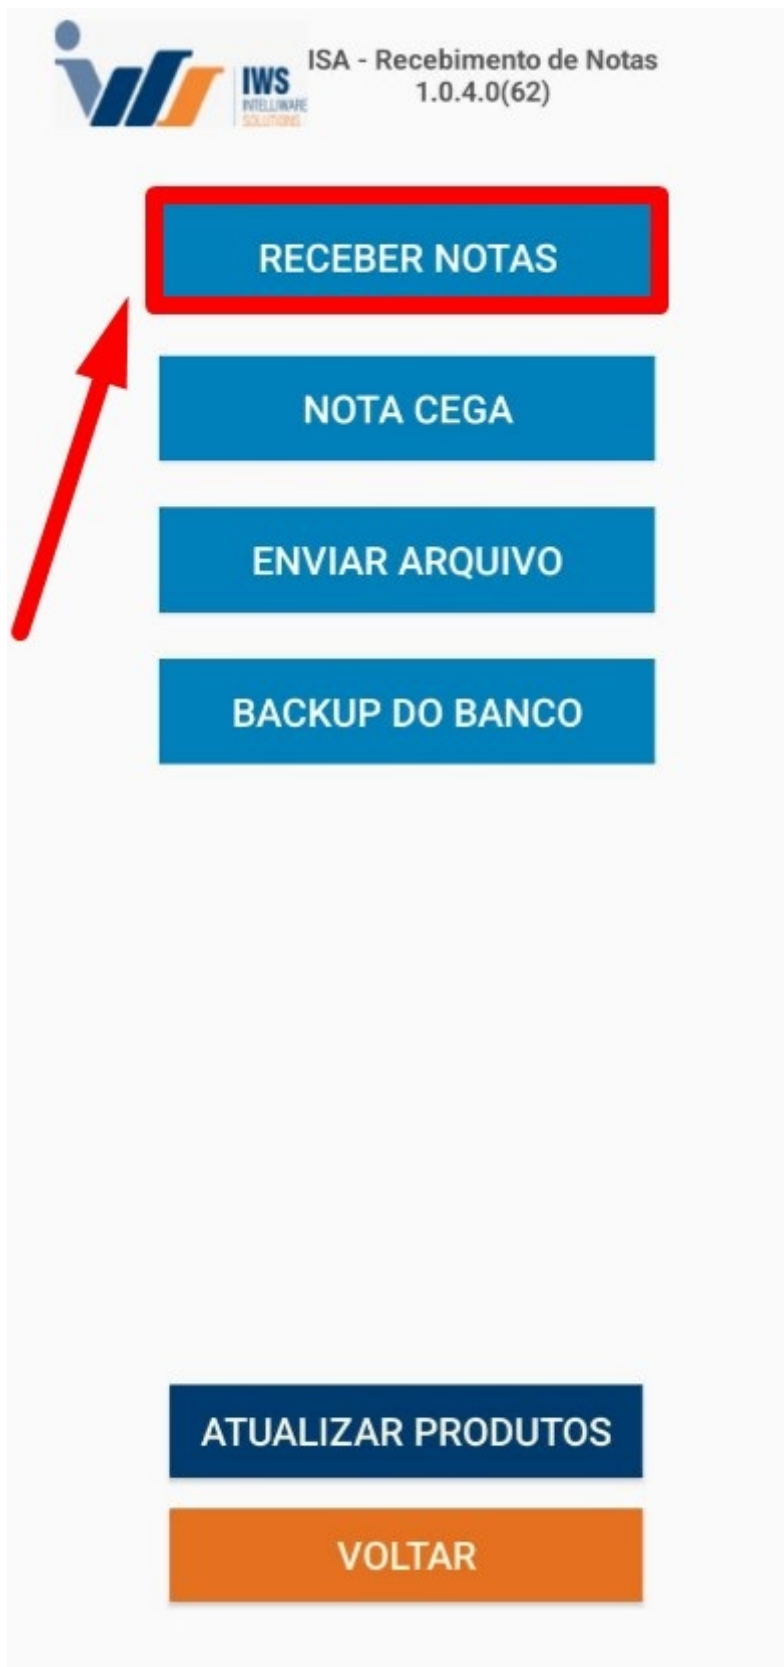 IWS
INTELLIWARE
SOLUTIONS
ISA - Recebimento de Notas
1.0.4.0(62)
RECEBER NOTAS
NOTA CEGA
ENVIAR ARQUIVO
BACKUP DO BANCO
ATUALIZAR PRODUTOS
VOLTAR